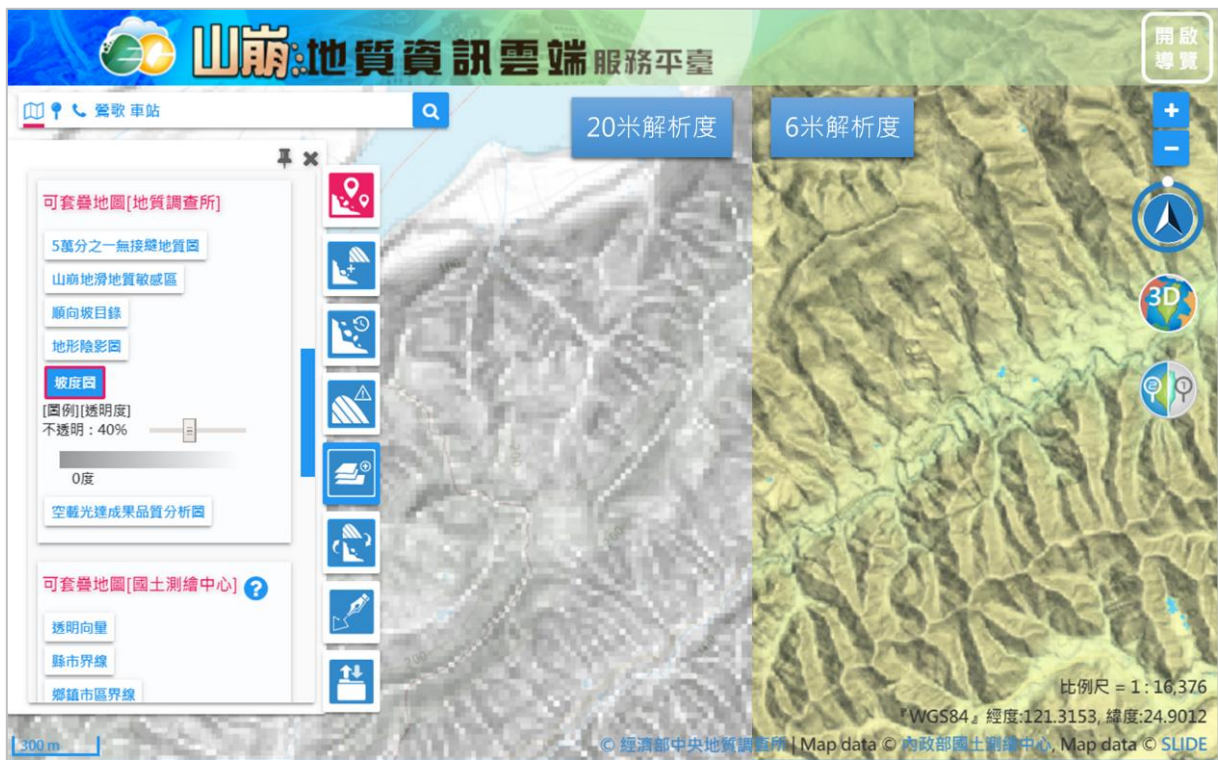 山崩:地質資訊雲端服務平臺
開啟
導覽
鶯歌 車站
20米解析度
6米解析度
可套疊地圖[地質調查所]
5萬分之一無接縫地質圖
山崩地滑地質敏感區
順向坡目錄
地形陰影圖
坡度圖
[圖例][透明度]
不透明:40%
0度
空載光達成果品質分析圖
可套疊地圖[國土測繪中心]
透明向量
縣市界線
鄉鎮市區界線
3D
2
1
比例尺 = 1 : 16,376
『WGS84』經度:121.3153, 緯度:24.9012
300 m
© 經濟部中央地質調查所 | Map data © 內政部國土測繪中心, Map data © SLIDE